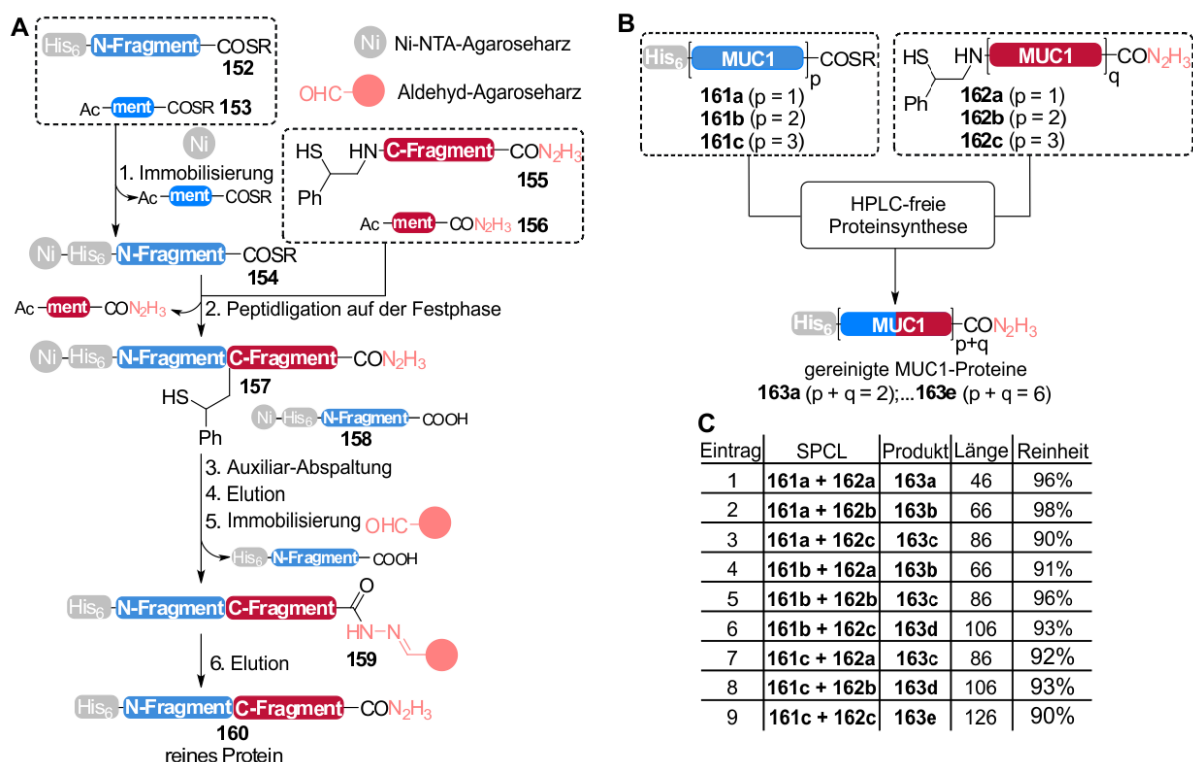 A
His6 N-Fragment COSR
152
Ac ment COSR 153
Ni Ni-NTA-Agaroseharz
OHC Aldehyd-Agaroseharz
Ni
1. Immobilisierung
Ac ment COSR
HS HN C-Fragment CON2H3
Ph 155
Ac ment CON2H3 156
Ni His6 N-Fragment COSR
154
Ac ment CON2H3
2. Peptidligation auf der Festphase
Ni His6 N-Fragment C-Fragment CON2H3
157
HS
Ph
Ni His6 N-Fragment COOH
158
3. Auxiliar-Abspaltung
4. Elution
5. Immobilisierung OHC
His6 N-Fragment COOH
His6 N-Fragment C-Fragment O
HN N
159
6. Elution
His6 N-Fragment C-Fragment CON2H3
160
reines Protein
B
His6 [ MUC1 ]p COSR
161a (p = 1)
161b (p = 2)
161c (p = 3)
HS HN [ MUC1 ]q CON2H3
Ph
162a (p = 1)
162b (p = 2)
162c (p = 3)
HPLC-freie
Proteinsynthese
His6 [ MUC1 ]p+q CON2H3
gereinigte MUC1-Proteine
163a (p + q = 2);...163e (p + q = 6)
C
Eintrag SPCL Produkt Länge Reinheit
1 161a + 162a 163a 46 96%
2 161a + 162b 163b 66 98%
3 161a + 162c 163c 86 90%
4 161b + 162a 163b 66 91%
5 161b + 162b 163c 86 96%
6 161b + 162c 163d 106 93%
7 161c + 162a 163c 86 92%
8 161c + 162b 163d 106 93%
9 161c + 162c 163e 126 90%